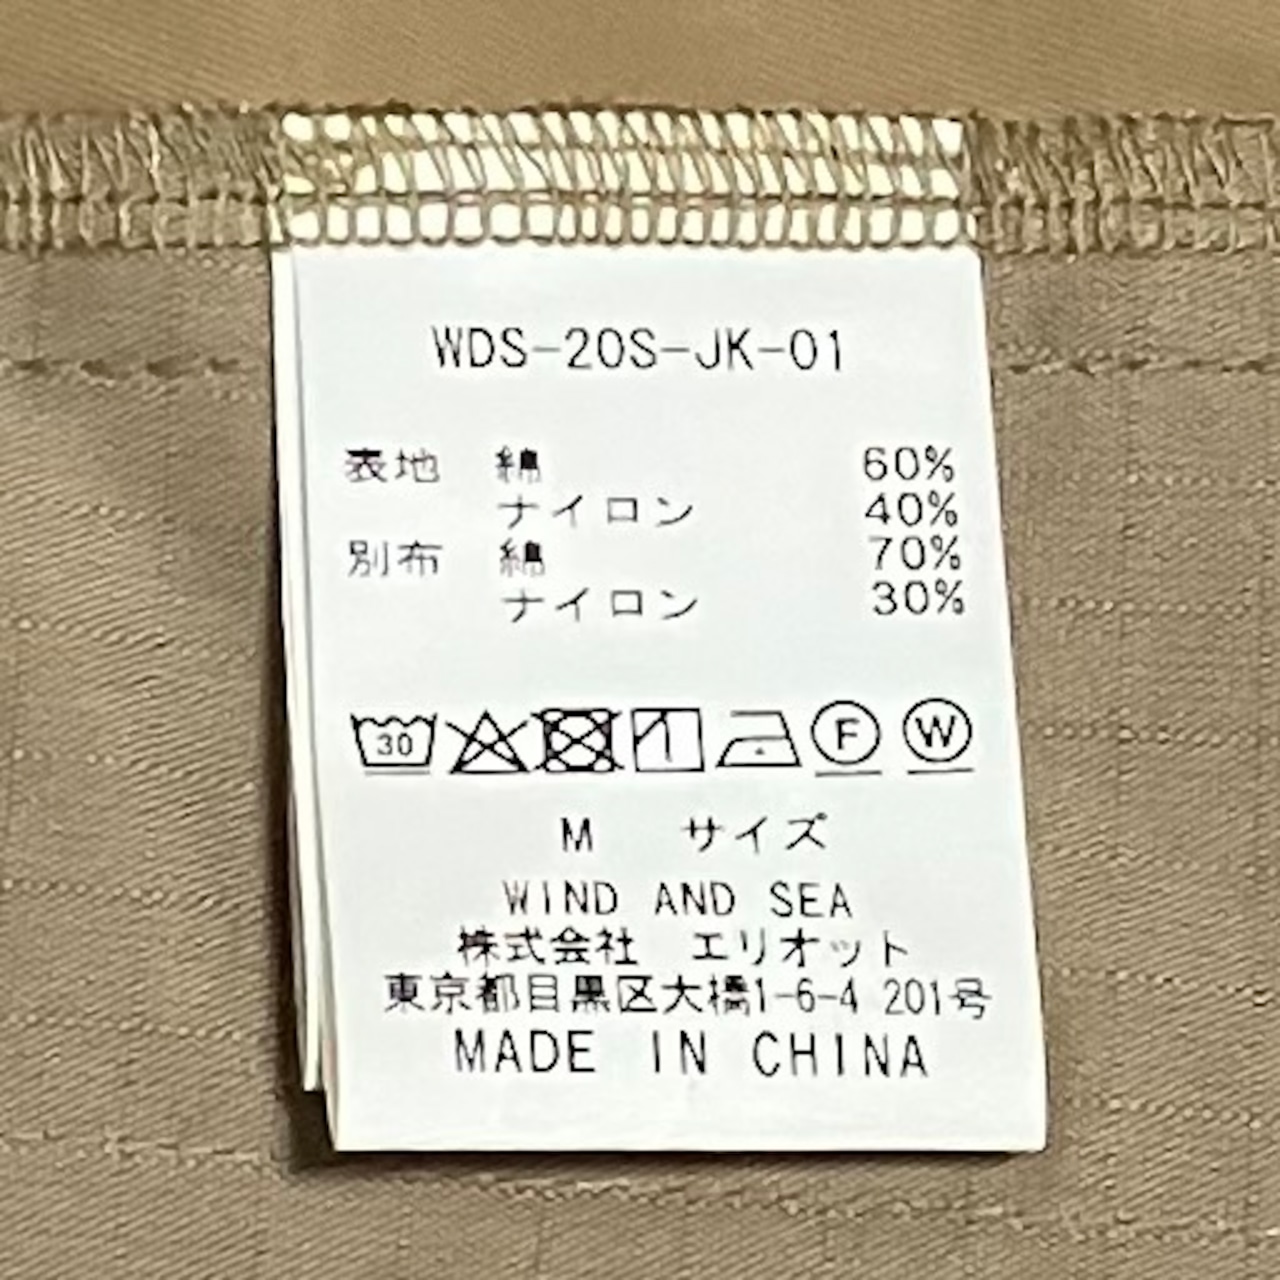 WDS-20S-JK-01
表地 綿 60%
ナイロン 40%
別布 綿 70%
ナイロン 30%
30 F W
M サイズ
WIND AND SEA
株式会社 エリオット
東京都目黒区大橋1-6-4 201号
MADE IN CHINA